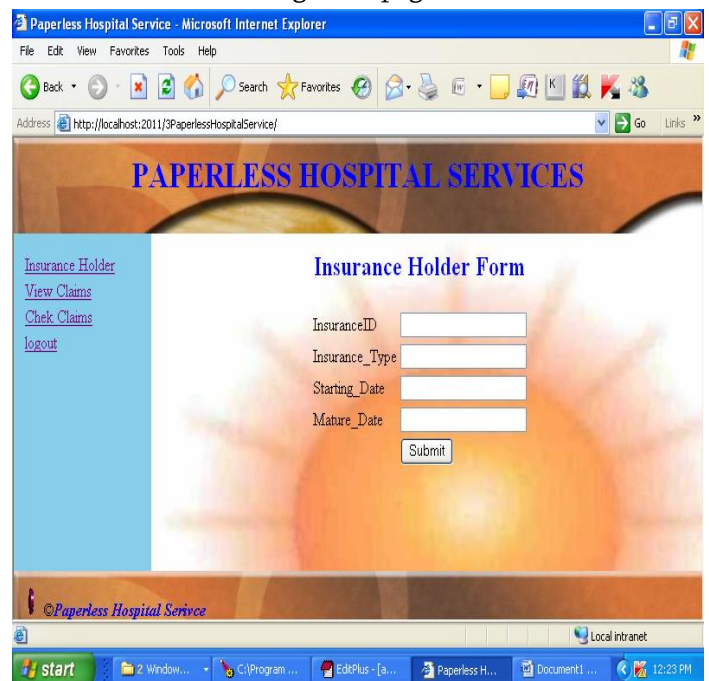 Paperless Hospital Service - Microsoft Internet Explorer
File Edit View Favorites Tools Help
Back Search Favorites
Address http://localhost:2011/3PaperlessHospitalService/ Go Links »
PAPERLESS HOSPITAL SERVICES
Insurance Holder
View Claims
Chek Claims
logout
Insurance Holder Form
InsuranceID
Insurance_Type
Starting_Date
Mature_Date
Submit
©Paperless Hospital Serivce
Local intranet
start 2 Window... C:\Program ... EditPlus - [a... Paperless H... Document1 ... 12:23 PM